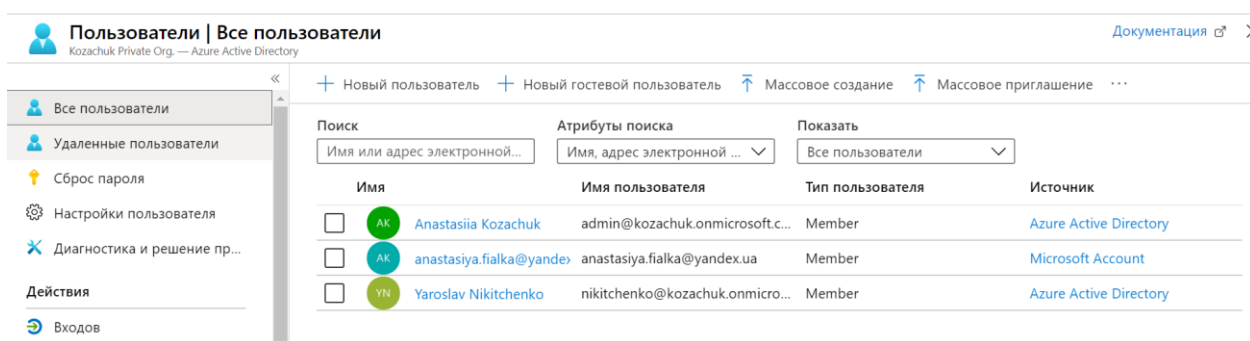 Пользователи | Все пользователи
Kozachuk Private Org. — Azure Active Directory
Документация
Все пользователи
Удаленные пользователи
Сброс пароля
Настройки пользователя
Диагностика и решение пр...
Действия
Входов
Новый пользователь Новый гостевой пользователь Массовое создание Массовое приглашение ...
Поиск Атрибуты поиска Показать
Имя или адрес электронной... Имя, адрес электронной ... Все пользователи
Имя Имя пользователя Тип пользователя Источник
AK Anastasiia Kozachuk admin@kozachuk.onmicrosoft.c... Member Azure Active Directory
AK anastasiya.fialka@yandex anastasiya.fialka@yandex.ua Member Microsoft Account
YN Yaroslav Nikitchenko nikitchenko@kozachuk.onmicro... Member Azure Active Directory